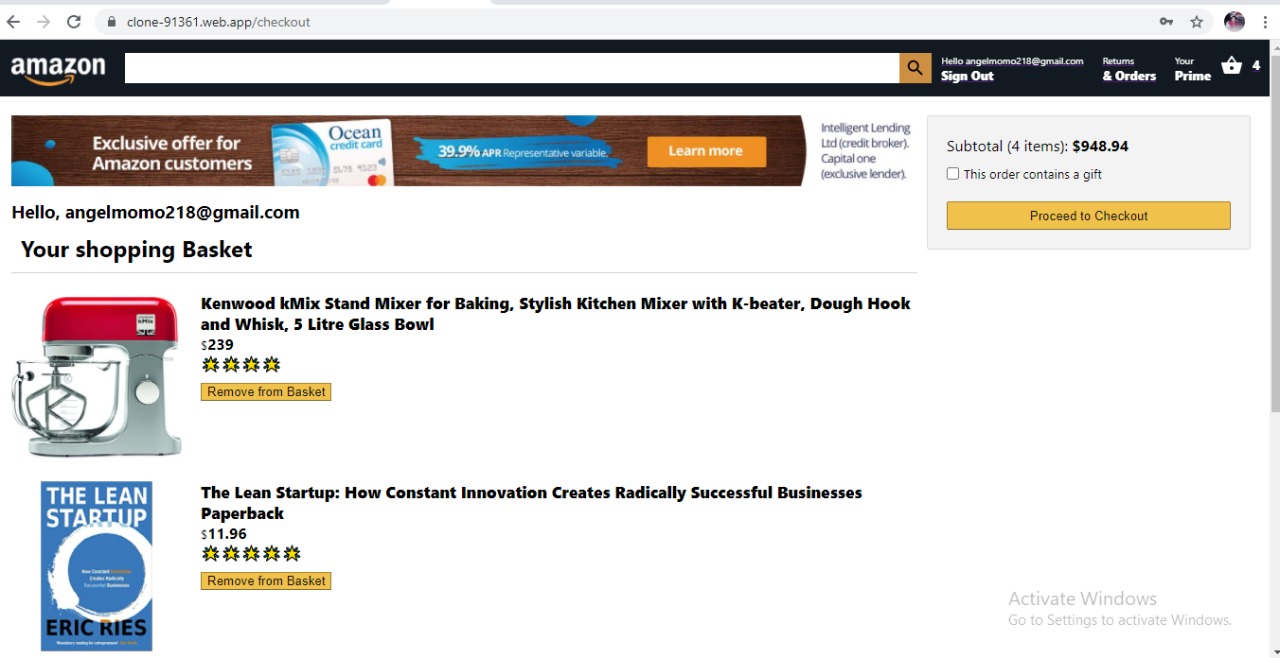 clone-91361.web.app/checkout
amazon
Hello angelmomo218@gmail.com
Sign Out
Returns
& Orders
Your
Prime
4
Exclusive offer for
Amazon customers
Ocean
credit card
39.9% APR Representative variable.
Learn more
Intelligent Lending
Ltd (credit broker).
Capital one
(exclusive lender).
Subtotal (4 items): $948.94
This order contains a gift
Proceed to Checkout
Hello, angelmomo218@gmail.com
Your shopping Basket
Kenwood kMix Stand Mixer for Baking, Stylish Kitchen Mixer with K-beater, Dough Hook
and Whisk, 5 Litre Glass Bowl
$239
Remove from Basket
kMix
THE LEAN
STARTUP
How Constant Innovation
Creates Radically
Successful Businesses
ERIC RIES
The Lean Startup: How Constant Innovation Creates Radically Successful Businesses
Paperback
$11.96
Remove from Basket
Activate Windows
Go to Settings to activate Windows.